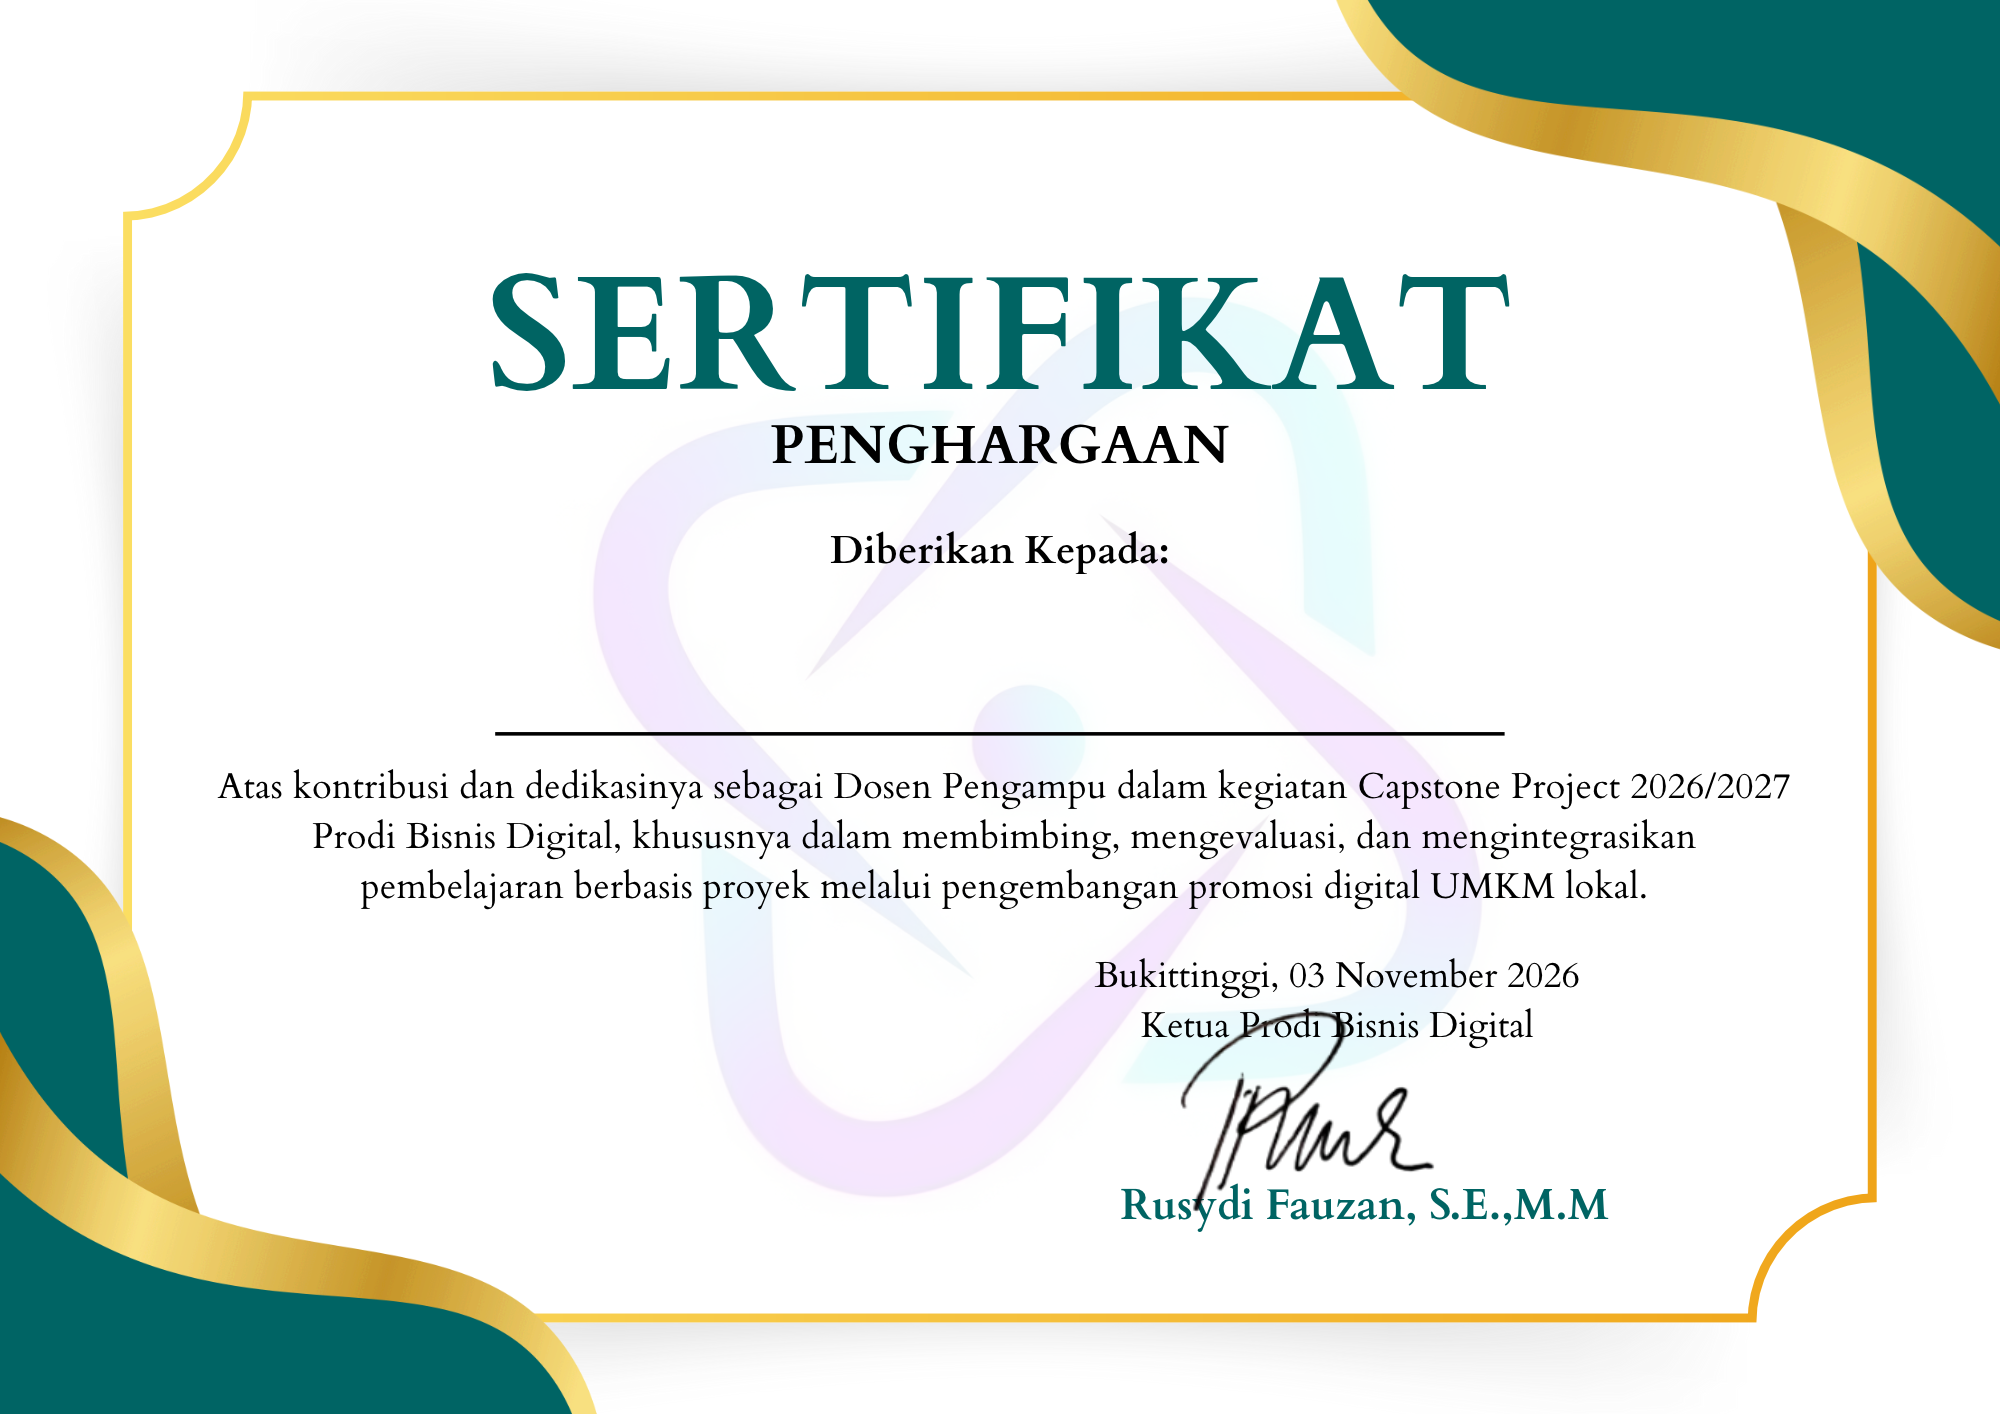 SERTIFIKAT
PENGHARGAAN
Diberikan Kepada:
Atas kontribusi dan dedikasinya sebagai Dosen Pengampu dalam kegiatan Capstone Project 2026/2027
Prodi Bisnis Digital, khususnya dalam membimbing, mengevaluasi, dan mengintegrasikan
pembelajaran berbasis proyek melalui pengembangan promosi digital UMKM lokal.
Bukittinggi, 03 November 2026
Ketua Prodi Bisnis Digital
Rusydi Fauzan, S.E.,M.M